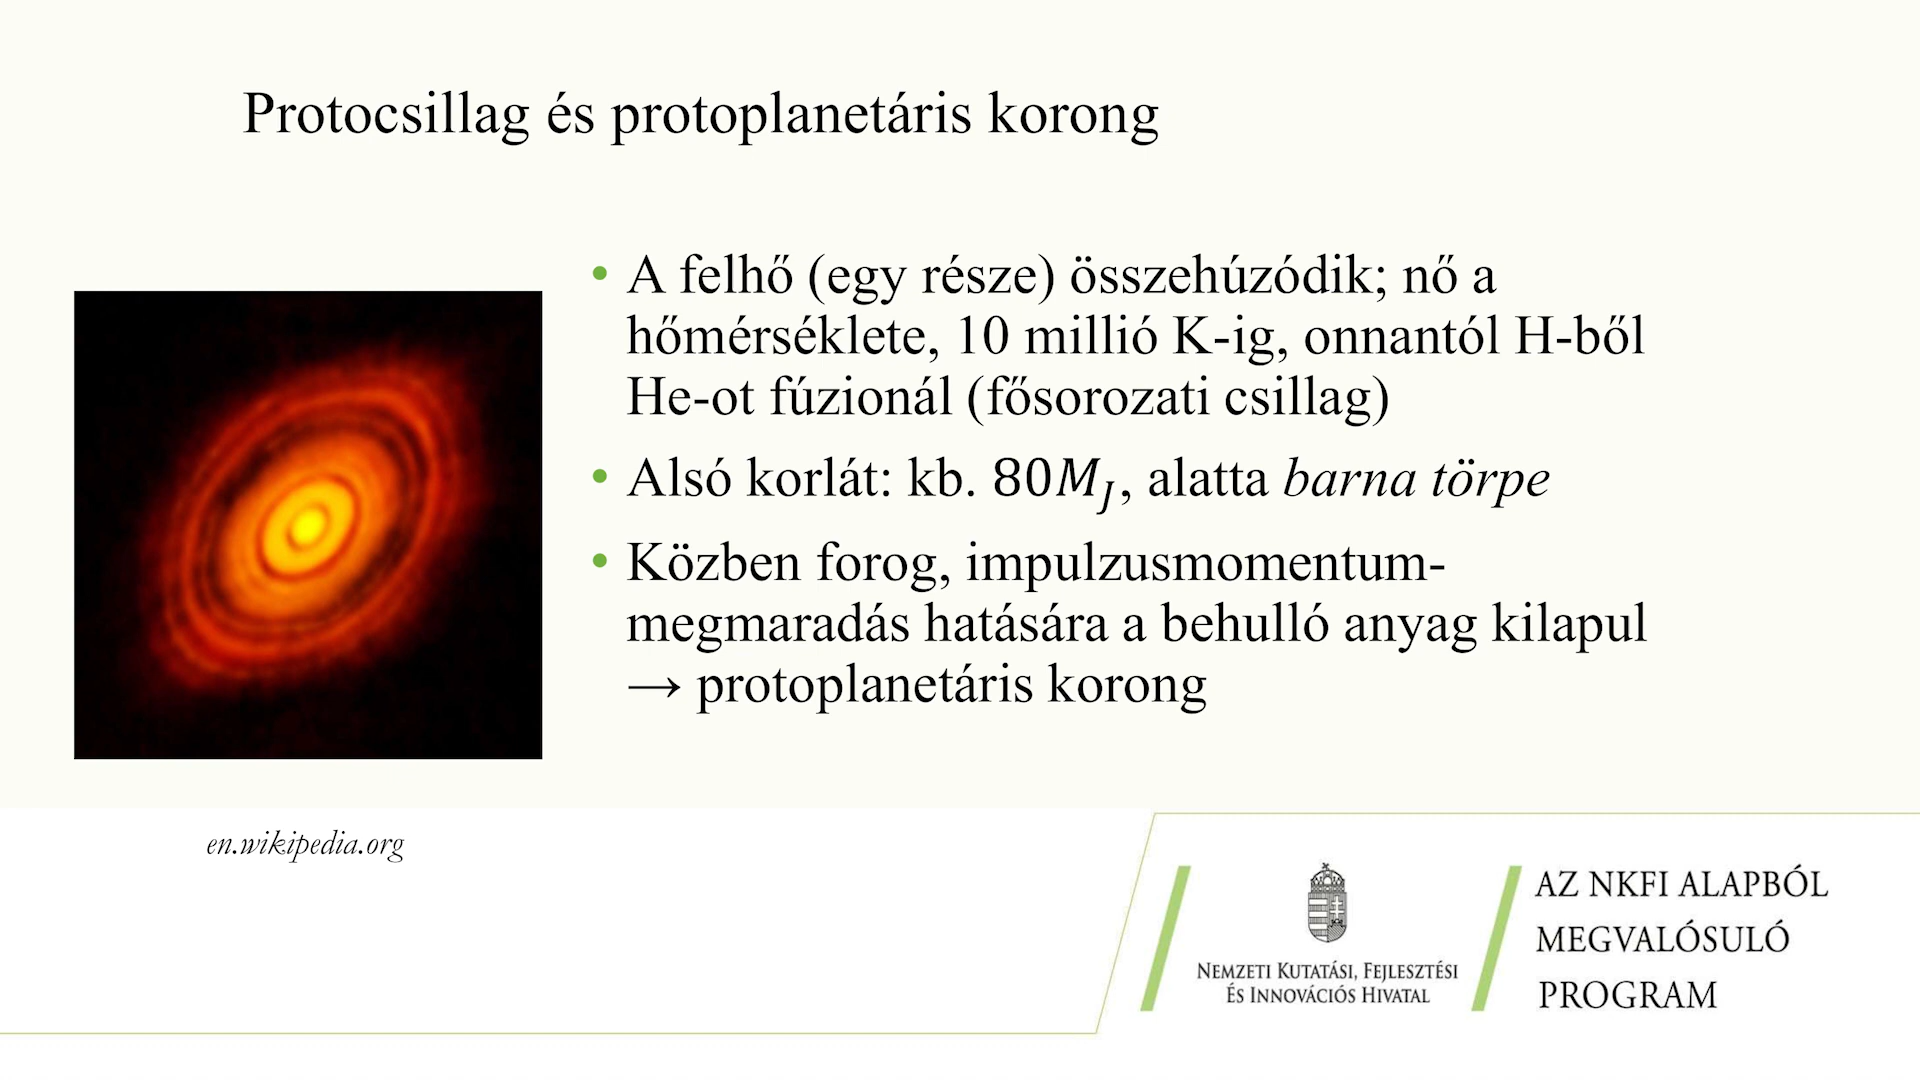 Protocsillag és protoplanetáris korong
• A felhő (egy része) összehúzódik; nő a
hőmérséklete, 10 millió K-ig, onnantól H-ből
He-ot fúzionál (fősorozati csillag)
• Alsó korlát: kb. 80M_J, alatta barna törpe
• Közben forog, impulzusmomentum-
megmaradás hatására a behulló anyag kilapul
→ protoplanetáris korong
en.wikipedia.org
NEMZETI KUTATÁSI, FEJLESZTÉSI
ÉS INNOVÁCIÓS HIVATAL
AZ NKFI ALAPBÓL
MEGVALÓSULÓ
PROGRAM